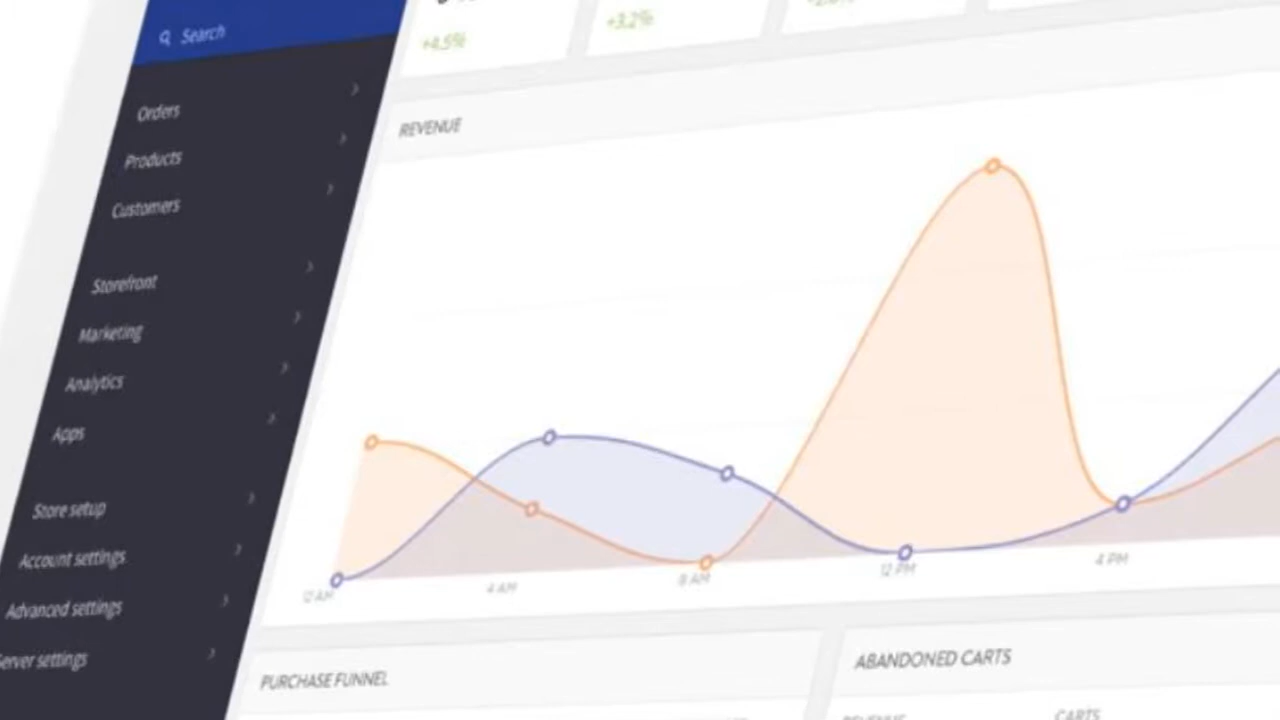 Search
Orders
Products
Customers
Storefront
Marketing
Analytics
Apps
Store setup
Account settings
Advanced settings
Server settings
+4.5%
+3.2%
REVENUE
12 AM
4 AM
8 AM
12 PM
4 PM
PURCHASE FUNNEL
ABANDONED CARTS
REVENUE
CARTS